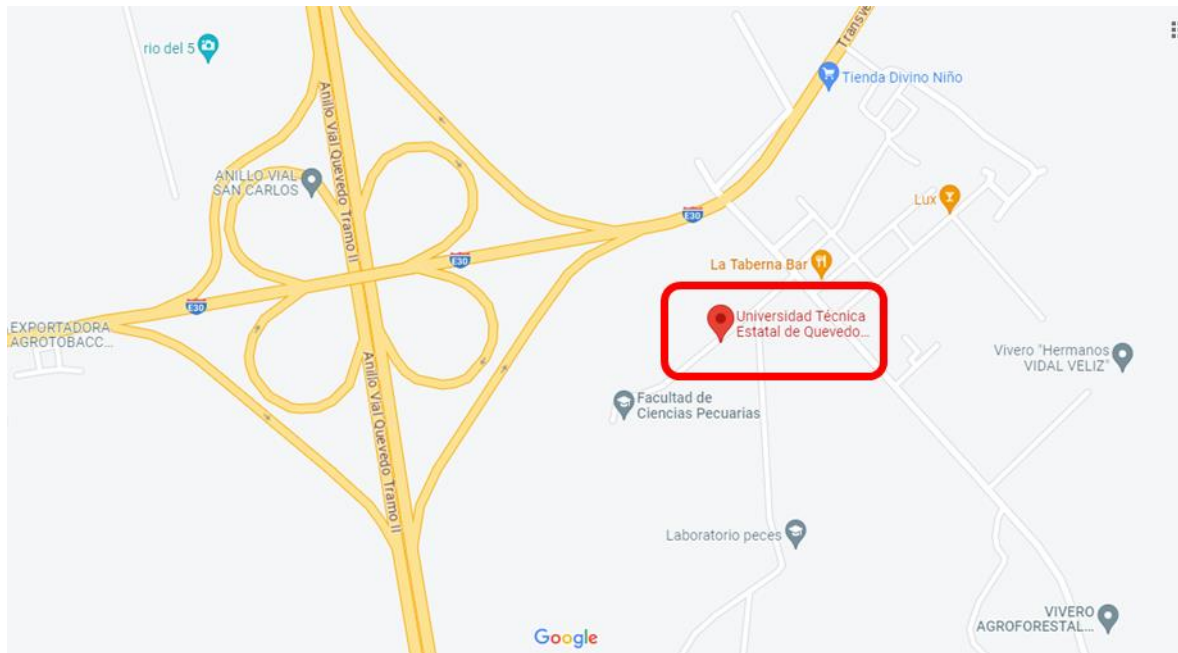 Transve
rio del 5
Tienda Divino Niño
Anillo Vial Quevedo Tramo II
ANILLO VIAL
SAN CARLOS
Lux
E30
E30
La Taberna Bar
E30
Universidad Técnica
Estatal de Quevedo...
EXPORTADORA
AGROTOBACC...
Vivero "Hermanos
VIDAL VELIZ"
Anillo Vial Quevedo Tramo II
Facultad de
Ciencias Pecuarias
Laboratorio peces
VIVERO
AGROFORESTAL...
Google